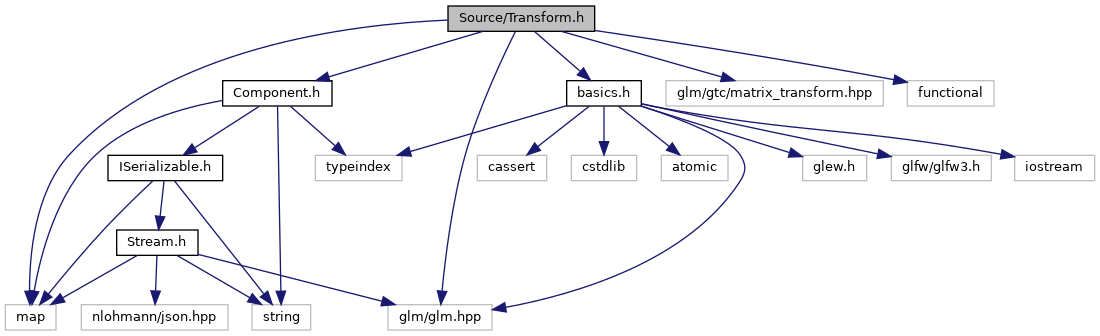 Source/Transform.h
Component.h
basics.h
glm/gtc/matrix_transform.hpp
functional
ISerializable.h
typeindex
cassert
cstdlib
atomic
glew.h
glfw/glfw3.h
iostream
Stream.h
map
nlohmann/json.hpp
string
glm/glm.hpp